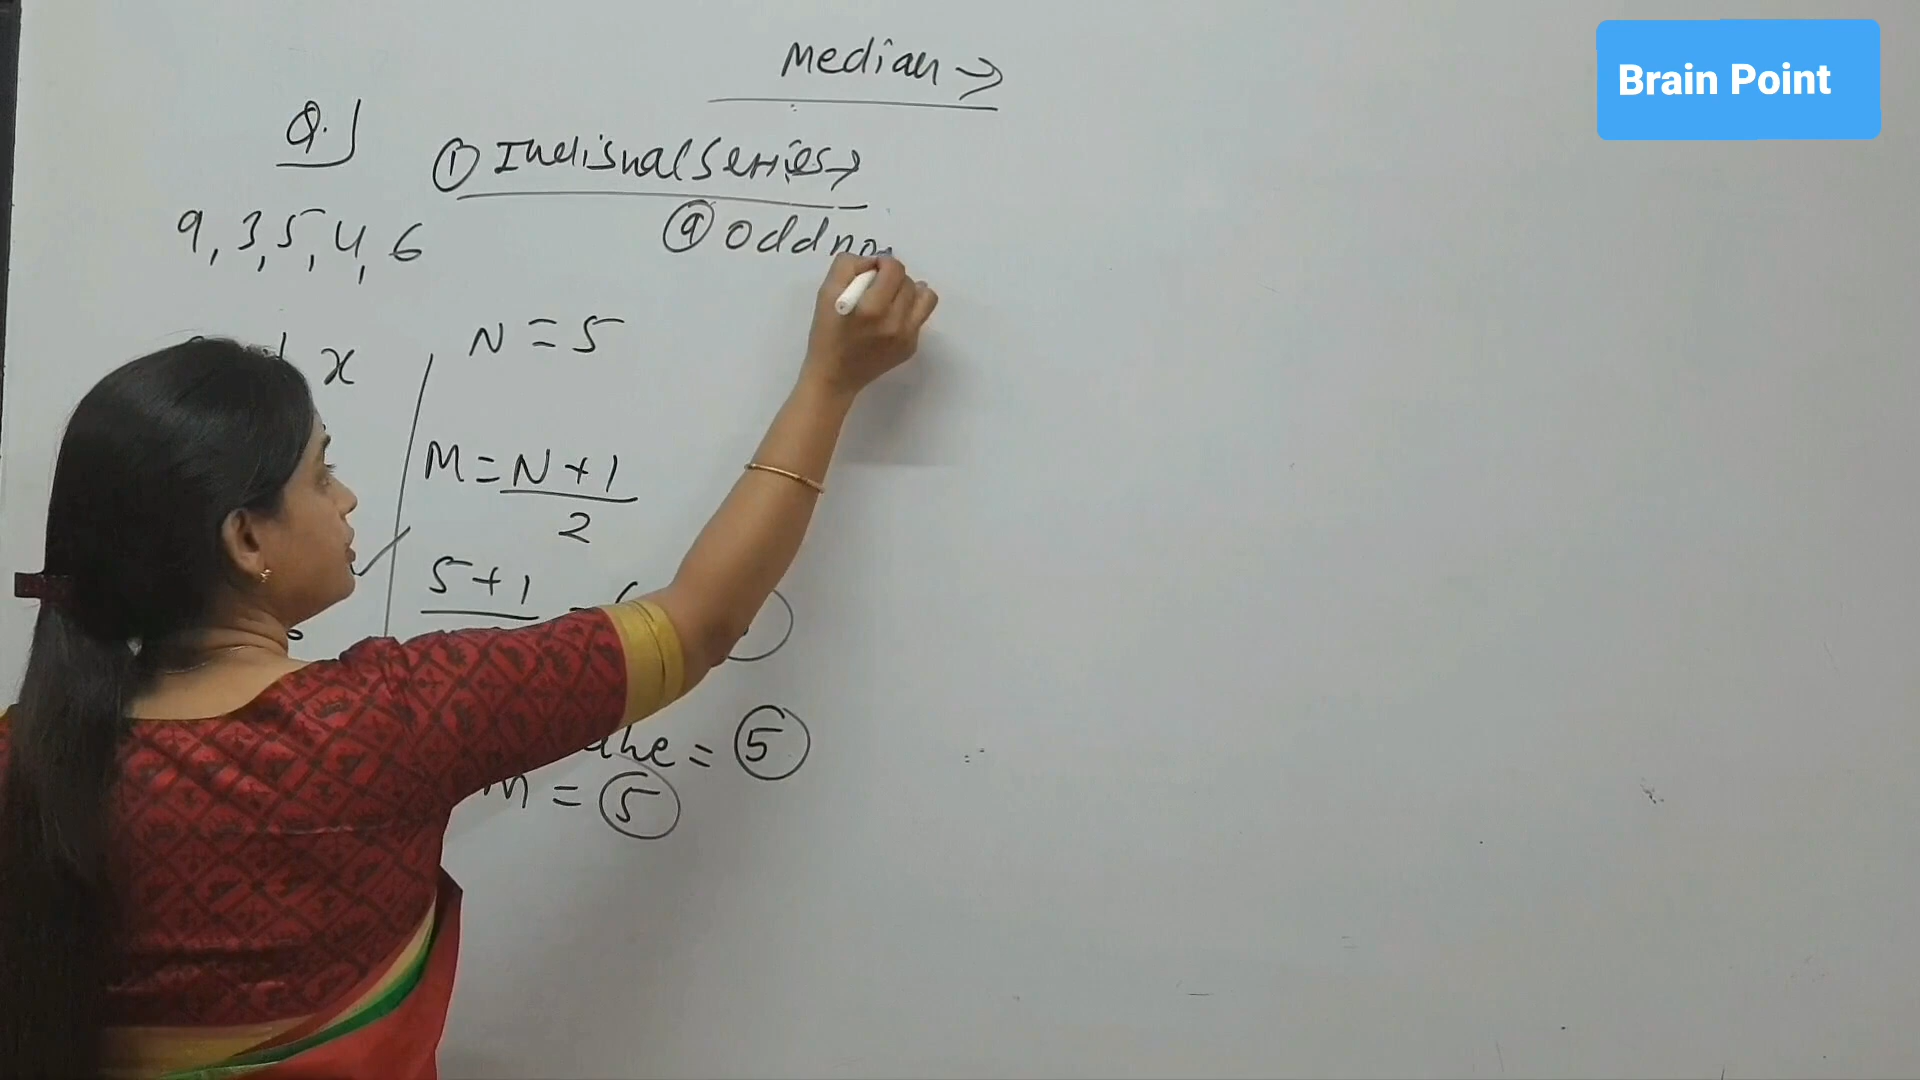 Median →
Brain Point
Q.]
① Indisual Series →
9, 3, 5, 4, 6
ⓐ odd no.
N = 5
x
M = N + 1
2
5 + 1
= 5
M = 5